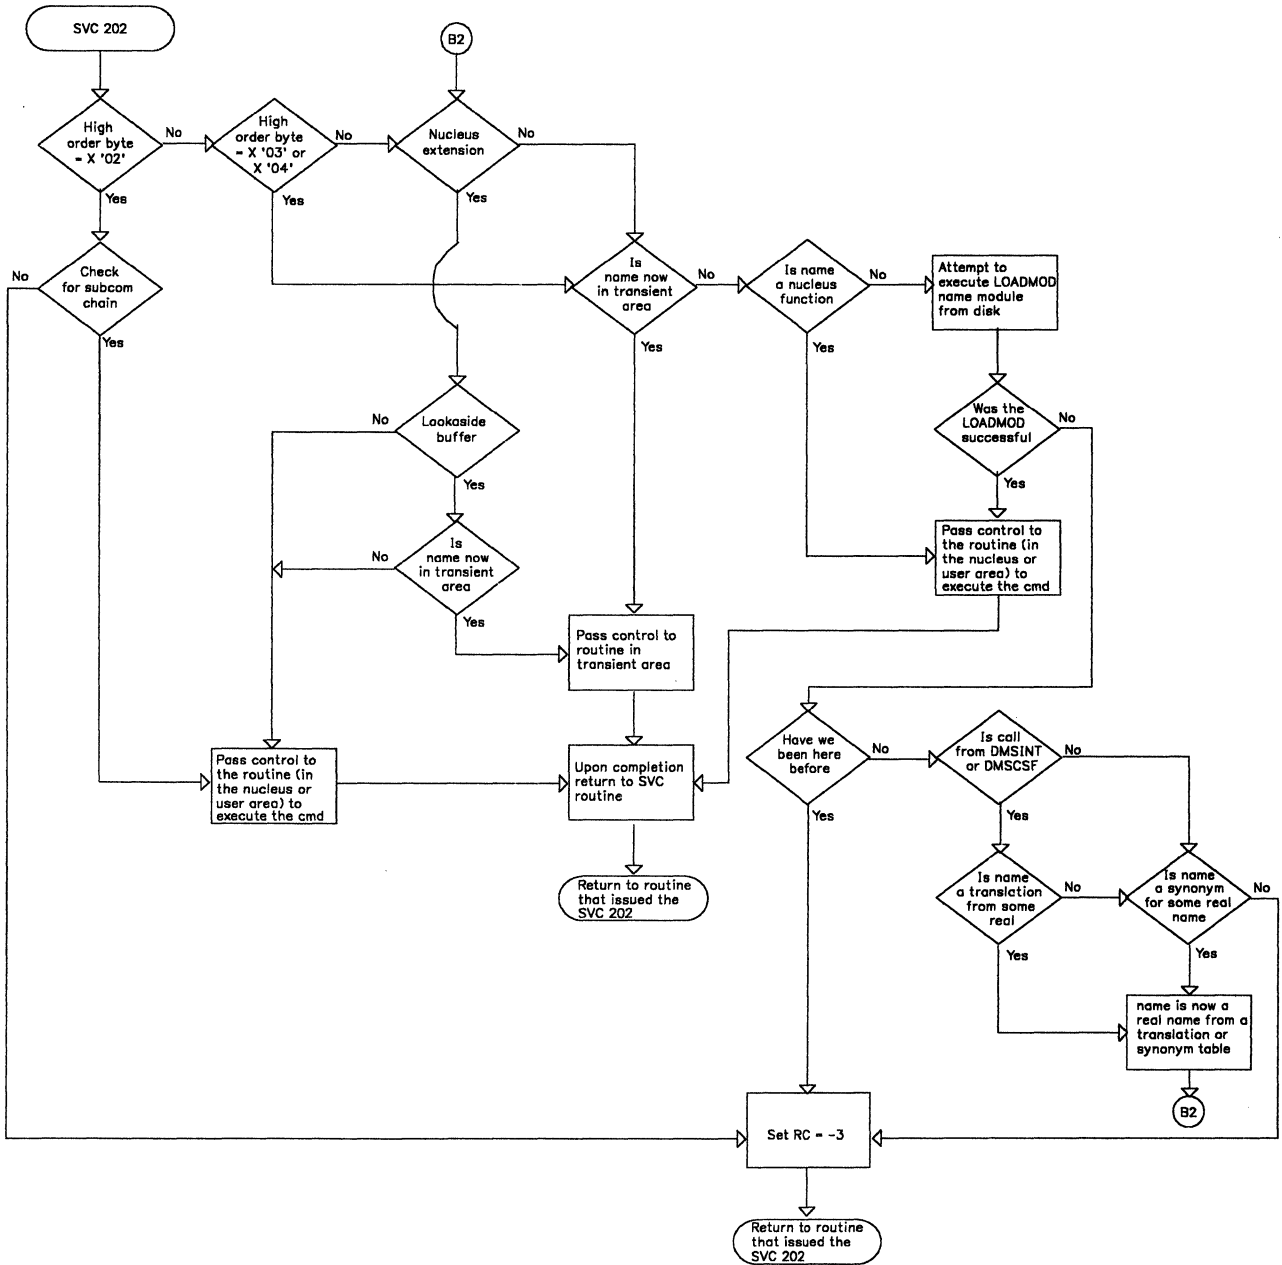 SVC 202
B2
High
order byte
= X '02'
No
Yes
High
order byte
= X '03' or
X '04'
No
Yes
Nucleus
extension
No
Yes
Check
for subcom
chain
No
Yes
Is
name now
in transient
area
No
Yes
Is name
a nucleus
function
No
Yes
Attempt to
execute LOADMOD
name module
from disk
Lookaside
buffer
No
Yes
Was the
LOADMOD
successful
No
Yes
Is
name now
in transient
area
No
Yes
Pass control to
the routine (in
the nucleus or
user area) to
execute the cmd
Pass control to
routine in
transient area
Pass control to
the routine (in
the nucleus or
user area) to
execute the cmd
Upon completion
return to SVC
routine
Have we
been here
before
No
Yes
Is call
from DMSINT
or DMSCSF
No
Yes
Return to routine
that issued the
SVC 202
Is name
a translation
from some
real
No
Yes
Is name
a synonym
for some real
name
No
Yes
name is now a
real name from a
translation or
synonym table
B2
Set RC = -3
Return to routine
that issued the
SVC 202